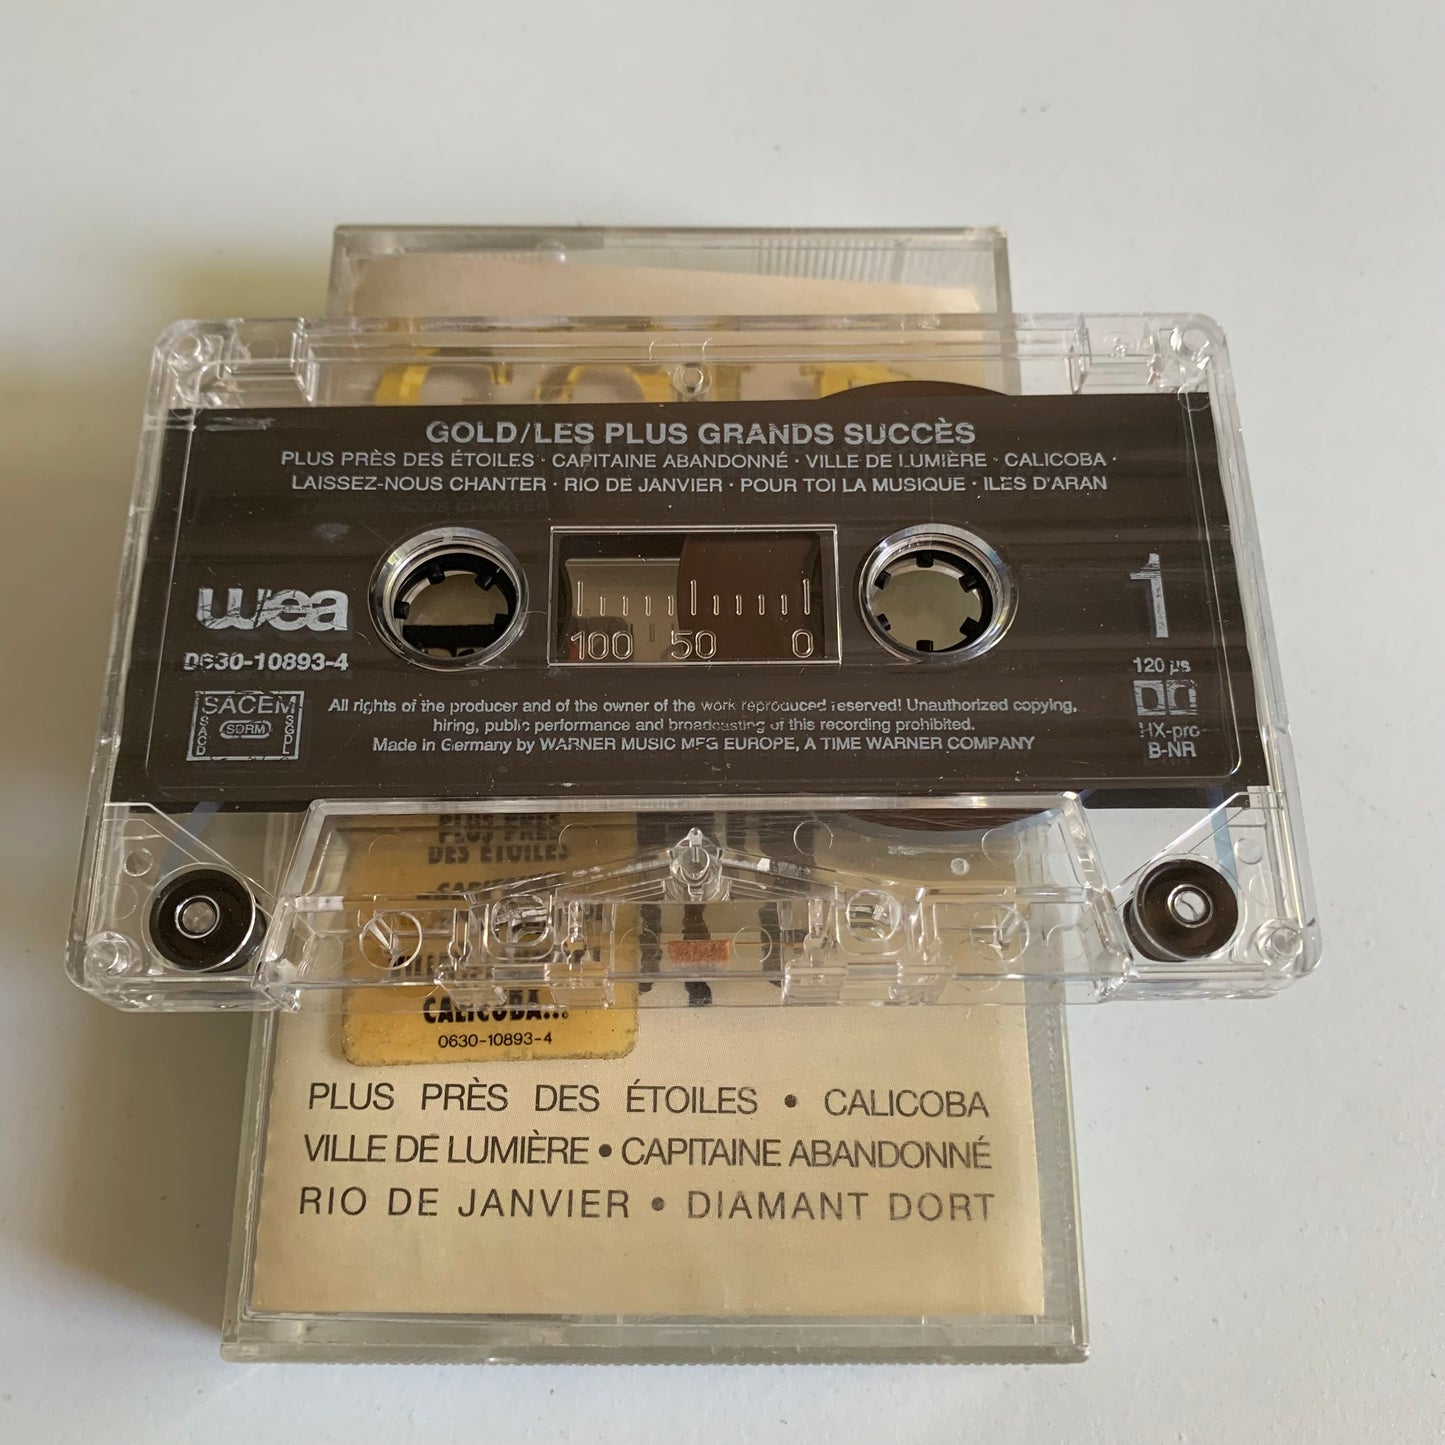 GOLD
GOLD/LES PLUS GRANDS SUCCÈS
PLUS PRÈS DES ÉTOILES · CAPITAINE ABANDONNÉ · VILLE DE LUMIÈRE · CALICOBA ·
LAISSEZ-NOUS CHANTER · RIO DE JANVIER · POUR TOI LA MUSIQUE · ILES D'ARAN
wea
0630-10893-4
100 50 0
1
120 µs
HX-pro
B-NR
SACEM
SACD
SDRM
SGDL
All rights of the producer and of the owner of the work reproduced reserved! Unauthorized copying,
hiring, public performance and broadcasting of this recording prohibited.
Made in Germany by WARNER MUSIC MFG EUROPE, A TIME WARNER COMPANY
PLUS PRES
DES ETOILES
CALICOBA...
0630-10893-4
PLUS PRÈS DES ÉTOILES • CALICOBA
VILLE DE LUMIÈRE • CAPITAINE ABANDONNÉ
RIO DE JANVIER • DIAMANT DORT